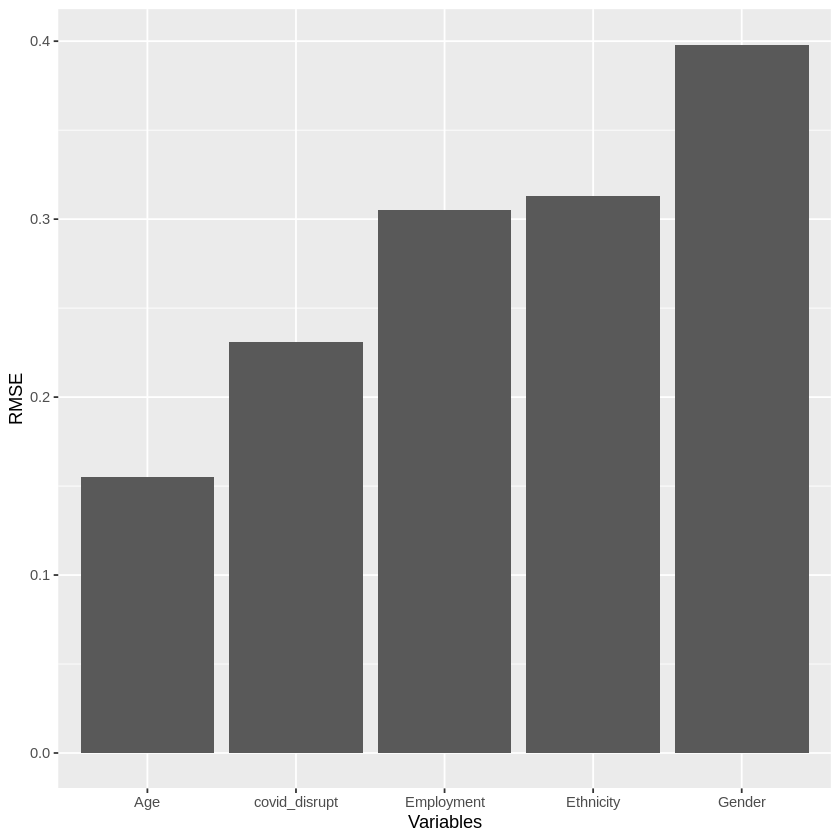 0.4
0.3
0.2
0.1
0.0
RMSE
Age covid_disrupt Employment Ethnicity Gender
Variables